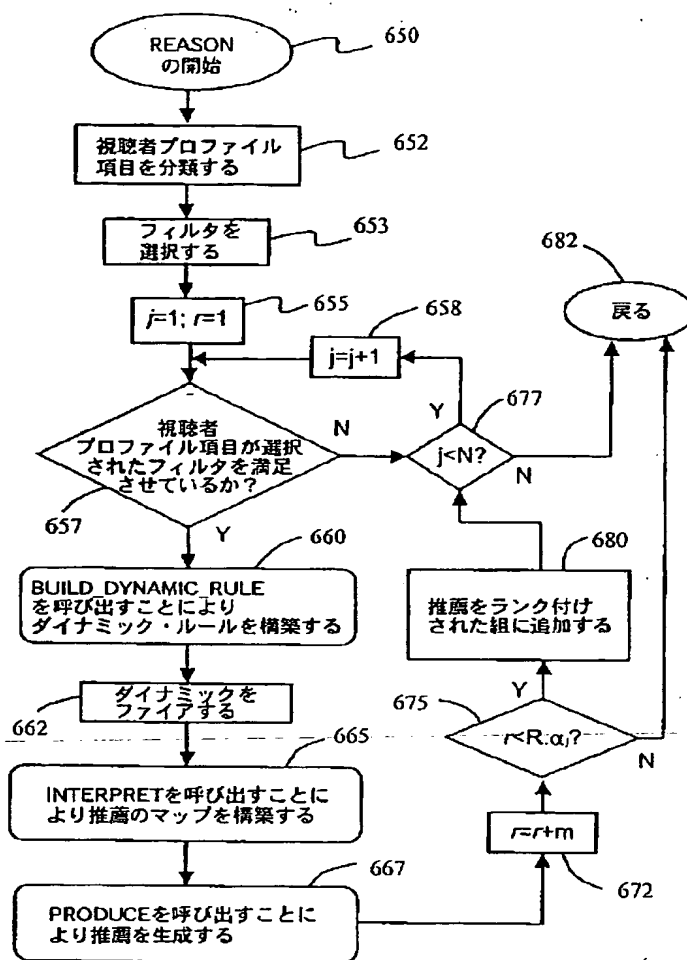 REASON
の開始
650
視聴者プロファイル
項目を分類する
652
フィルタを
選択する
653
j=1; r=1
655
j=j+1
658
682
戻る
視聴者
プロファイル項目が選択
されたフィルタを満足
させているか？
657
N
Y
j<N?
677
Y
N
660
BUILD_DYNAMIC_RULE
を呼び出すことにより
ダイナミック・ルールを構築する
680
推薦をランク付け
された組に追加する
ダイナミックを
ファイアする
662
675
Y
r<R.αⱼ?
N
665
INTERPRETを呼び出すことに
より推薦のマップを構築する
r=r+m
672
667
PRODUCEを呼び出すことに
より推薦を生成する